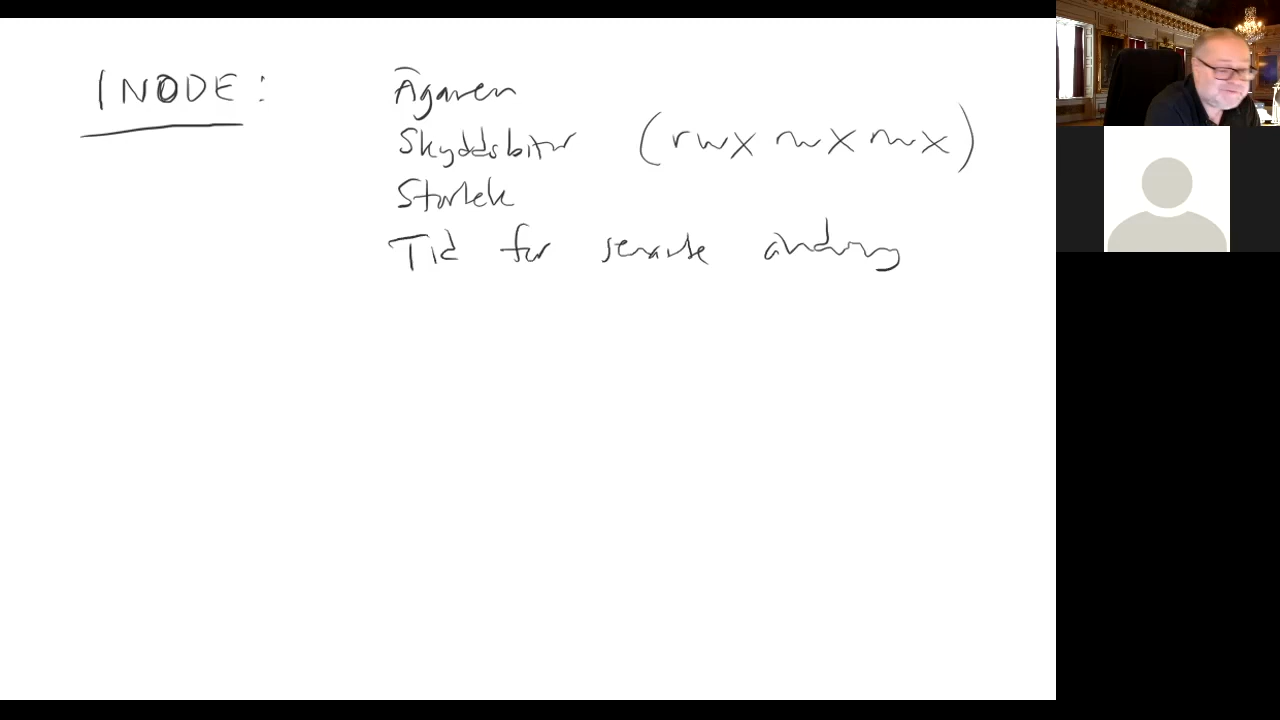 INODE: Ägaren
Skyddsbitar (rwx rwx rwx)
Storlek
Tid för senaste ändring